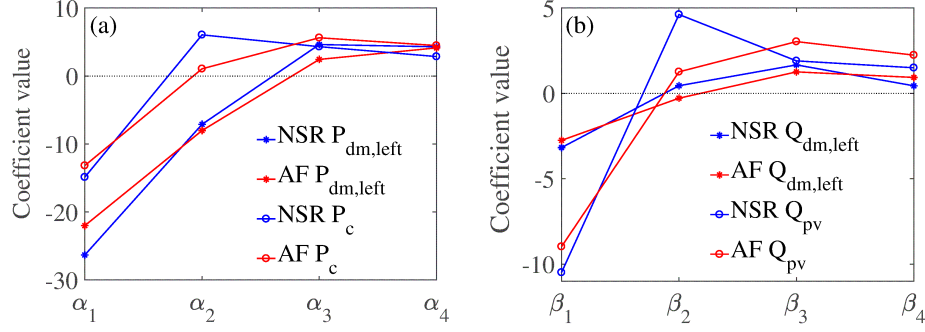 (a)
Coefficient value
10
0
-10
-20
-30
NSR P_dm,left
AF P_dm,left
NSR P_c
AF P_c
α_1 α_2 α_3 α_4
(b)
Coefficient value
5
0
-5
-10
NSR Q_dm,left
AF Q_dm,left
NSR Q_pv
AF Q_pv
β_1 β_2 β_3 β_4